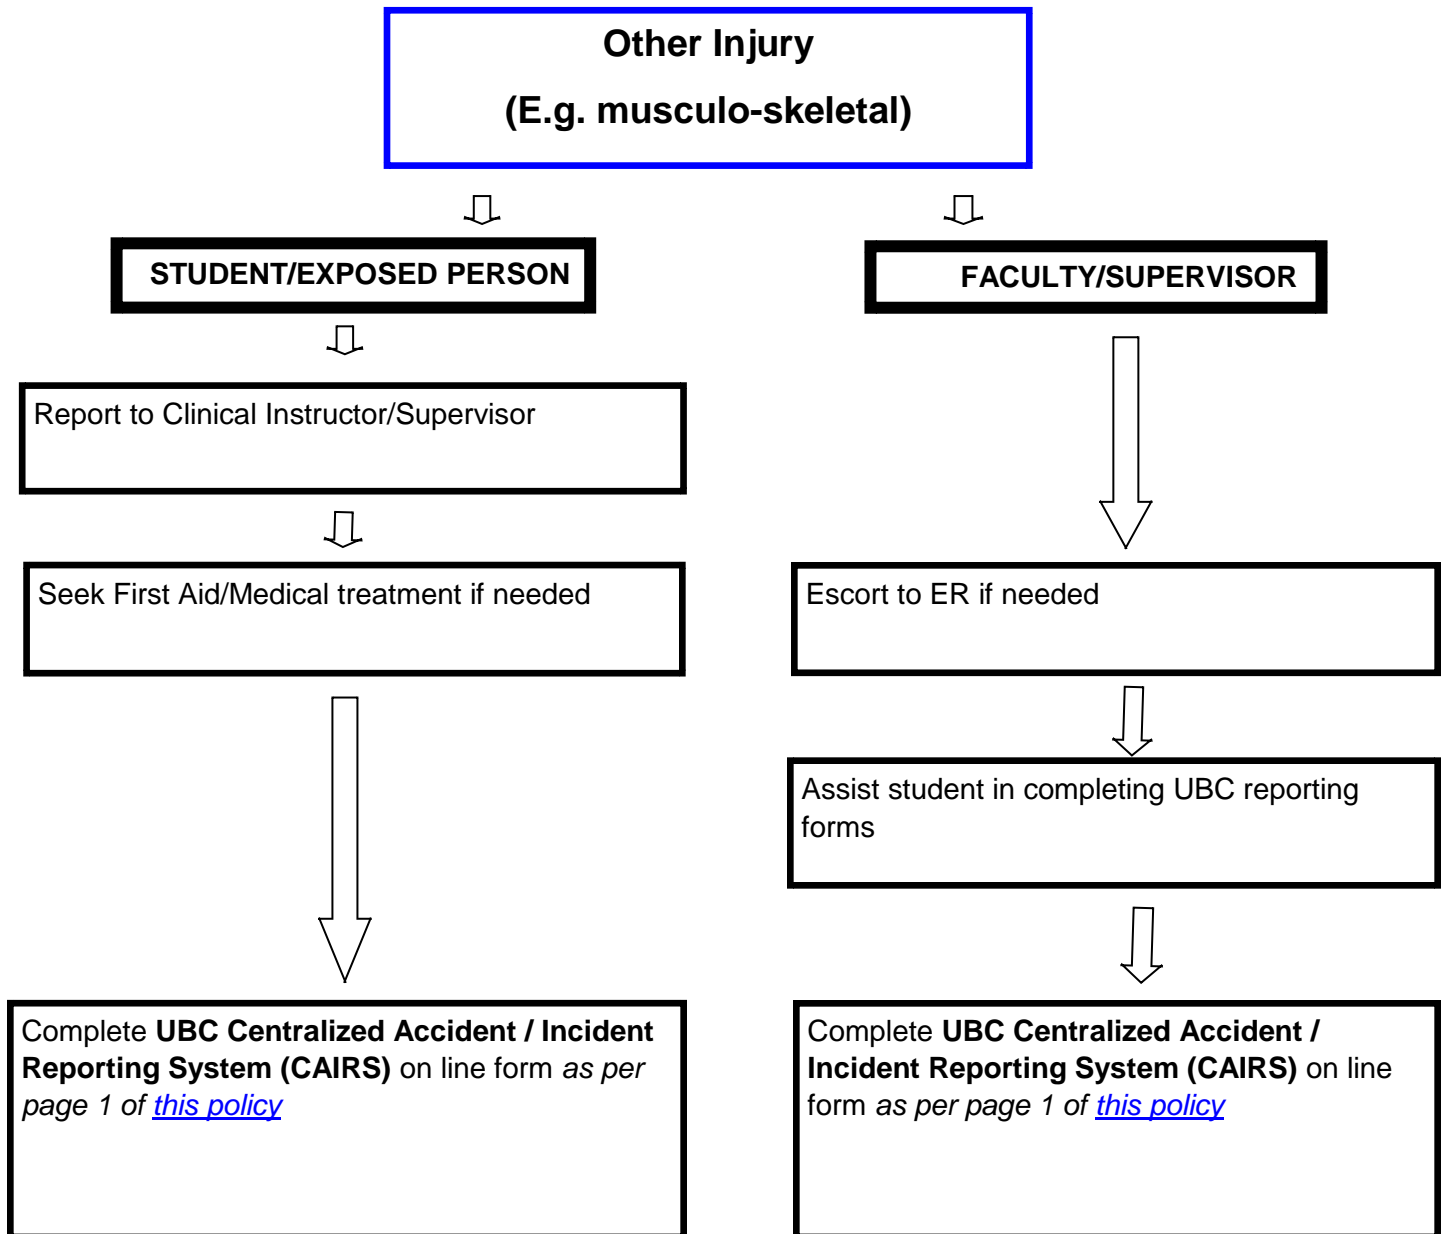 Other Injury
(E.g. musculo-skeletal)
STUDENT/EXPOSED PERSON
FACULTY/SUPERVISOR
Report to Clinical Instructor/Supervisor
Seek First Aid/Medical treatment if needed
Escort to ER if needed
Assist student in completing UBC reporting
forms
Complete UBC Centralized Accident / Incident
Reporting System (CAIRS) on line form as per
page 1 of this policy
Complete UBC Centralized Accident /
Incident Reporting System (CAIRS) on line
form as per page 1 of this policy